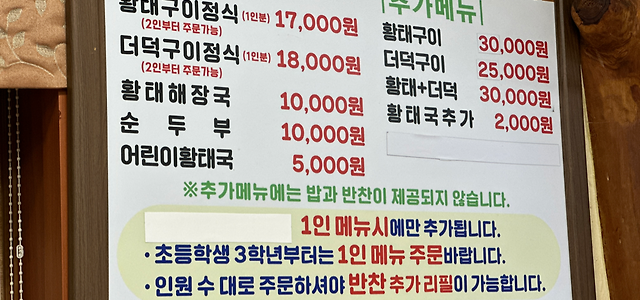 황태구이정식 (1인분) 17,000원
(2인부터 주문가능)
더덕구이정식 (1인분) 18,000원
(2인부터 주문가능)
황태해장국 10,000원
순두부 10,000원
어린이황태국 5,000원
추가메뉴
황태구이 30,000원
더덕구이 25,000원
황태+더덕 30,000원
황태국추가 2,000원
※추가메뉴에는 밥과 반찬이 제공되지 않습니다.
1인 메뉴시에만 추가됩니다.
· 초등학생 3학년부터는 1인 메뉴 주문바랍니다.
· 인원 수 대로 주문하셔야 반찬 추가 리필이 가능합니다.